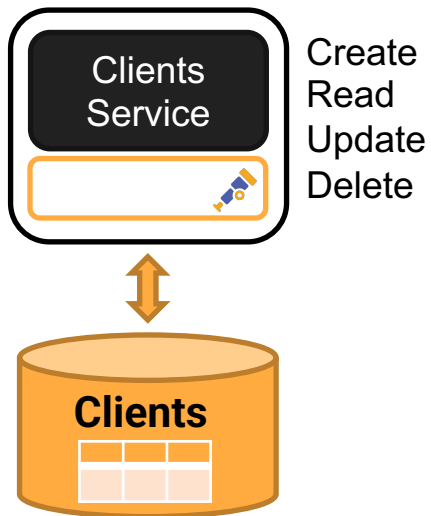 Clients
Service
Create
Read
Update
Delete
Clients